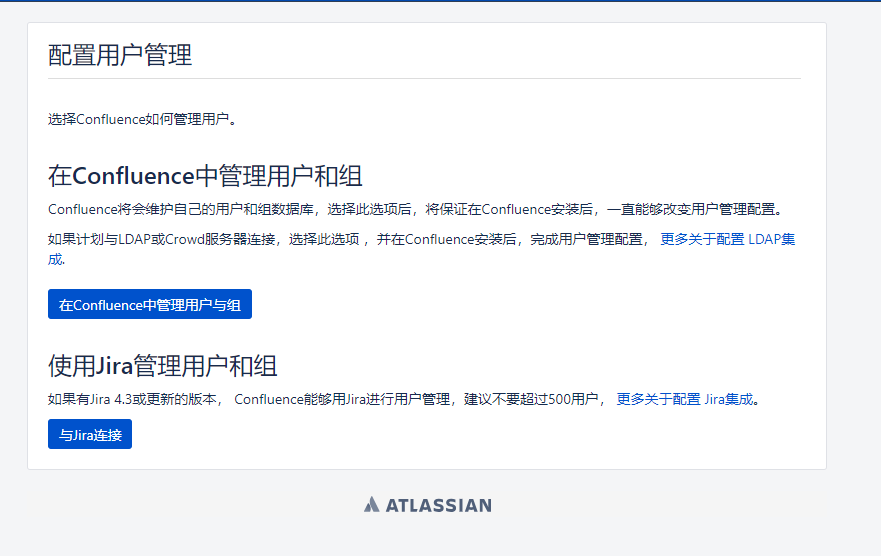 配置用户管理
选择Confluence如何管理用户。
在Confluence中管理用户和组
Confluence将会维护自己的用户和组数据库，选择此选项后，将保证在Confluence安装后，一直能够改变用户管理配置。
如果计划与LDAP或Crowd服务器连接，选择此选项 ，并在Confluence安装后，完成用户管理配置， 更多关于配置 LDAP集
成.
在Confluence中管理用户与组
使用Jira管理用户和组
如果有Jira 4.3或更新的版本， Confluence能够用Jira进行用户管理，建议不要超过500用户， 更多关于配置 Jira集成。
与Jira连接
ATLASSIAN